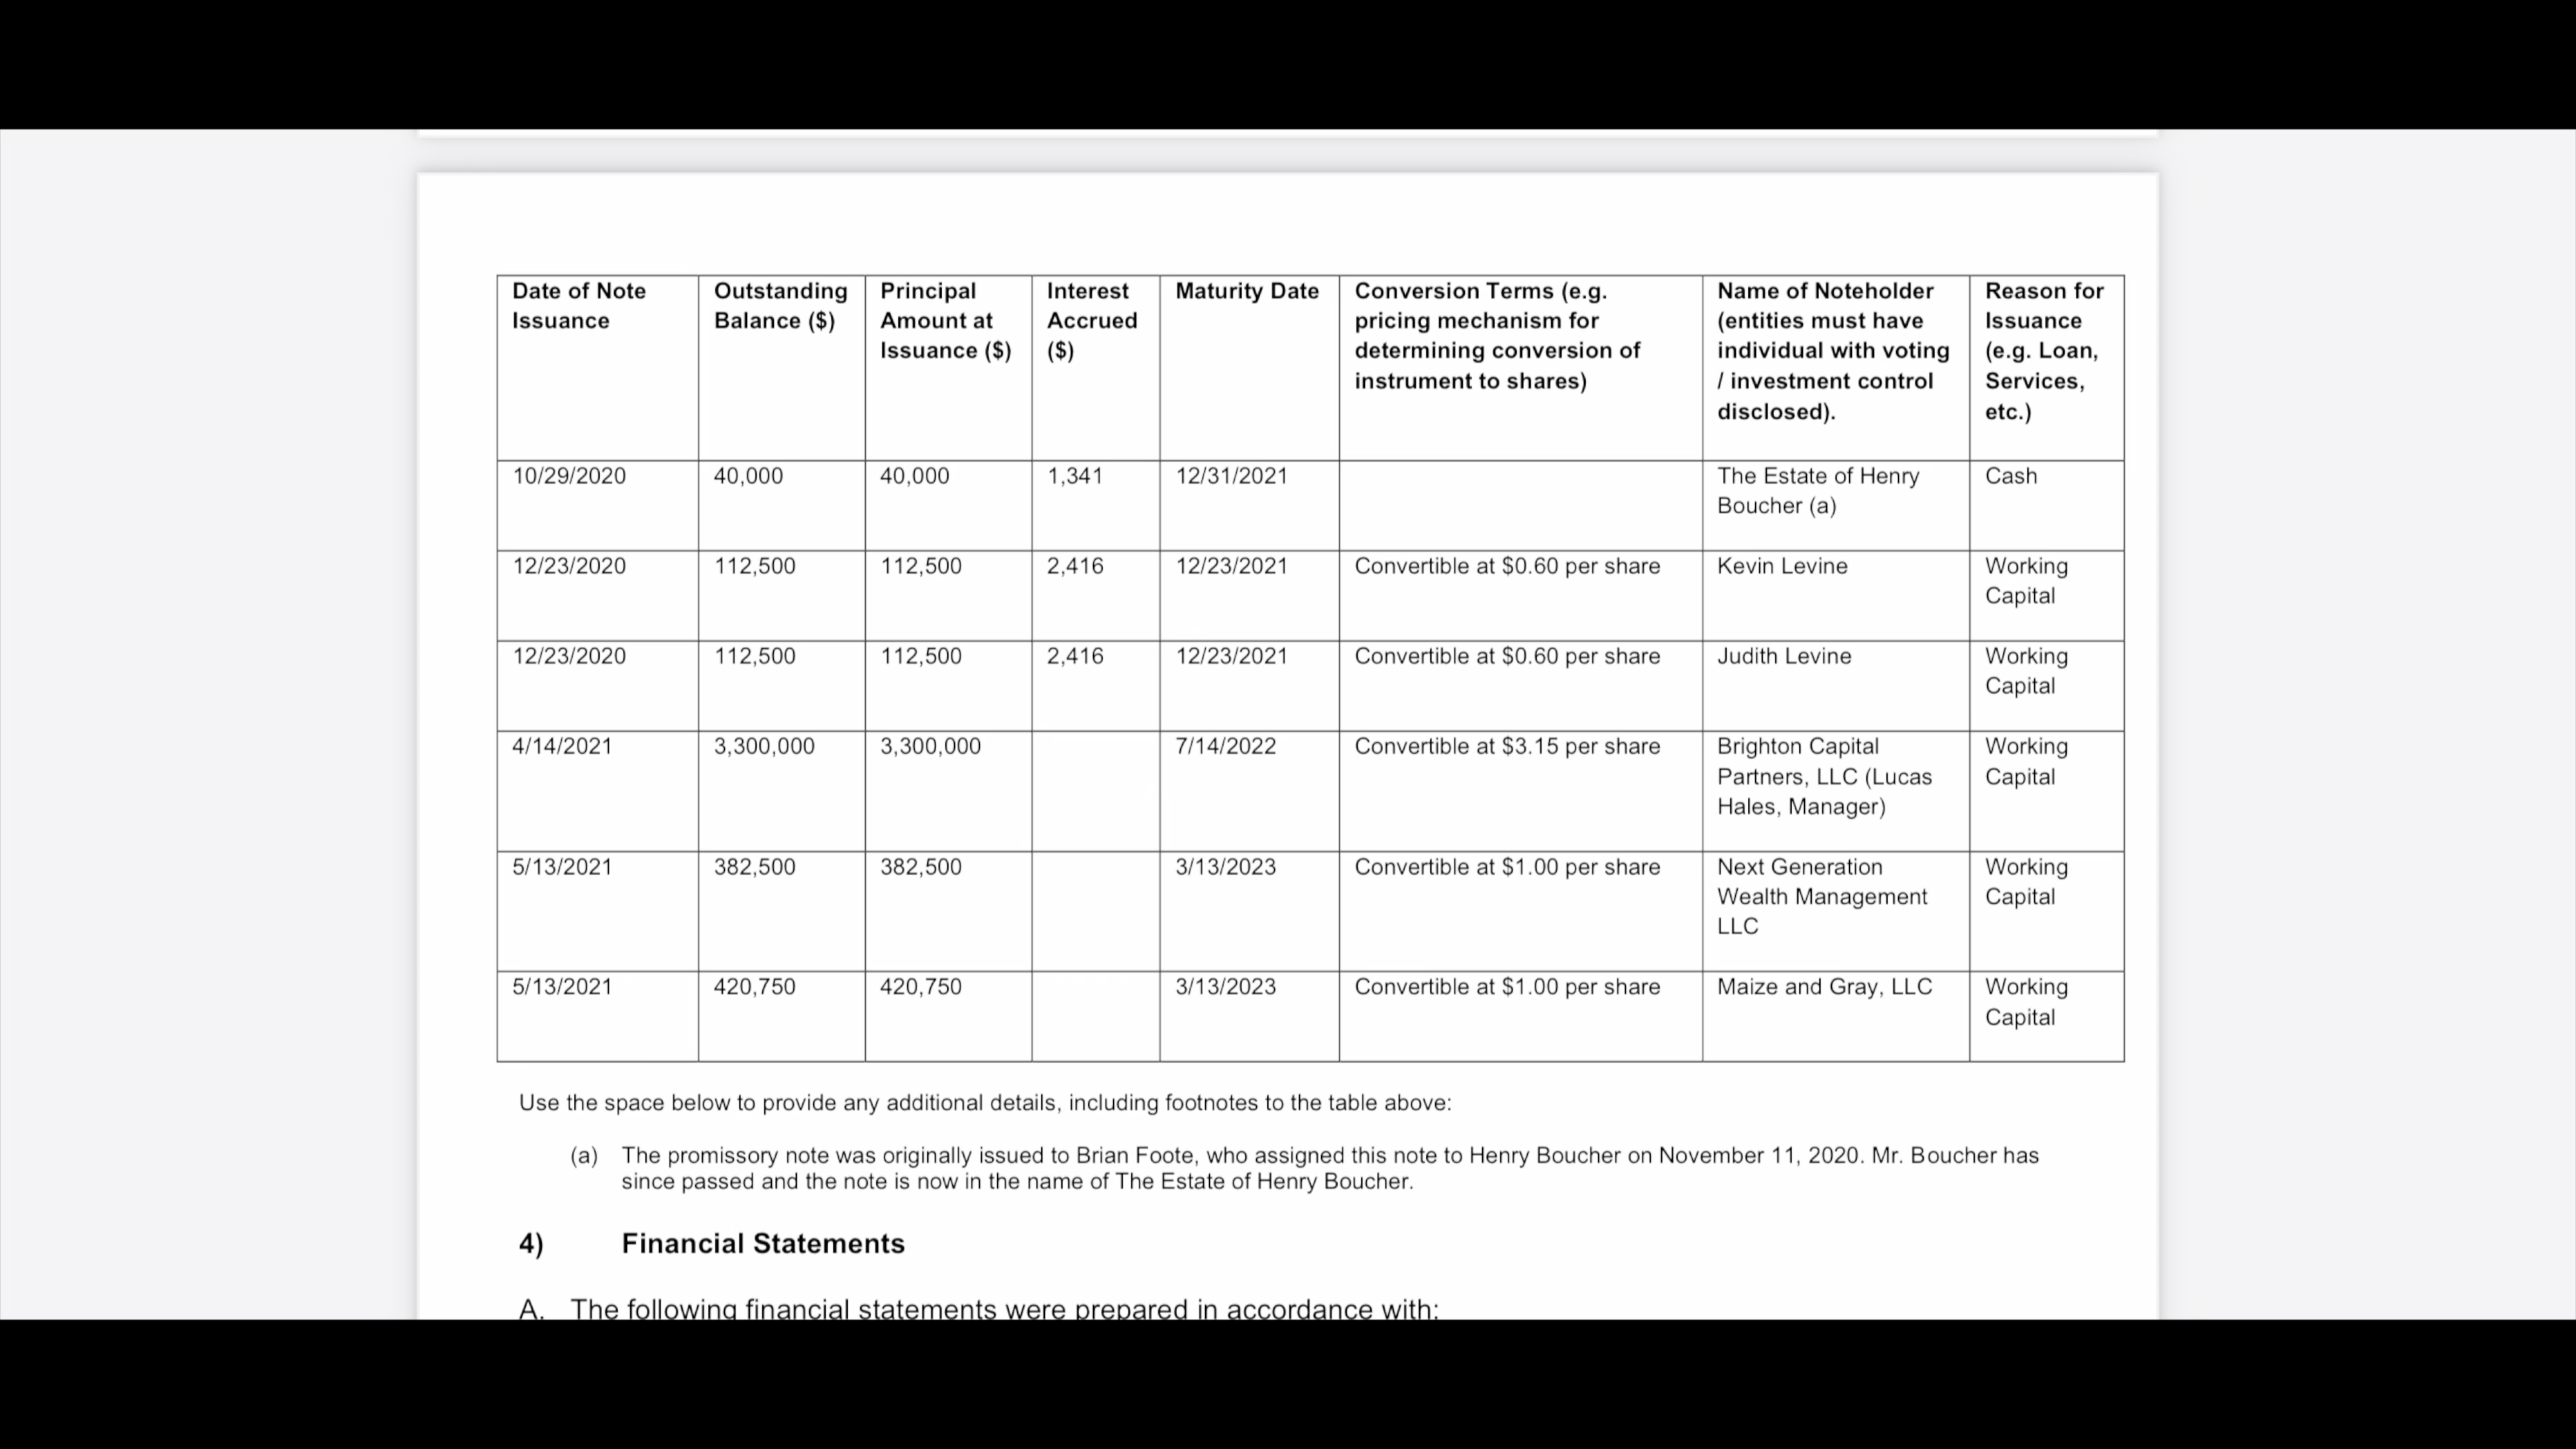 Date of Note Issuance
Outstanding Balance ($)
Principal Amount at Issuance ($)
Interest Accrued ($)
Maturity Date
Conversion Terms (e.g. pricing mechanism for determining conversion of instrument to shares)
Name of Noteholder (entities must have individual with voting / investment control disclosed).
Reason for Issuance (e.g. Loan, Services, etc.)
10/29/2020
40,000
40,000
1,341
12/31/2021
The Estate of Henry Boucher (a)
Cash
12/23/2020
112,500
112,500
2,416
12/23/2021
Convertible at $0.60 per share
Kevin Levine
Working Capital
12/23/2020
112,500
112,500
2,416
12/23/2021
Convertible at $0.60 per share
Judith Levine
Working Capital
4/14/2021
3,300,000
3,300,000
7/14/2022
Convertible at $3.15 per share
Brighton Capital Partners, LLC (Lucas Hales, Manager)
Working Capital
5/13/2021
382,500
382,500
3/13/2023
Convertible at $1.00 per share
Next Generation Wealth Management LLC
Working Capital
5/13/2021
420,750
420,750
3/13/2023
Convertible at $1.00 per share
Maize and Gray, LLC
Working Capital
Use the space below to provide any additional details, including footnotes to the table above:
(a) The promissory note was originally issued to Brian Foote, who assigned this note to Henry Boucher on November 11, 2020. Mr. Boucher has
since passed and the note is now in the name of The Estate of Henry Boucher.
4) Financial Statements
A. The following financial statements were prepared in accordance with: